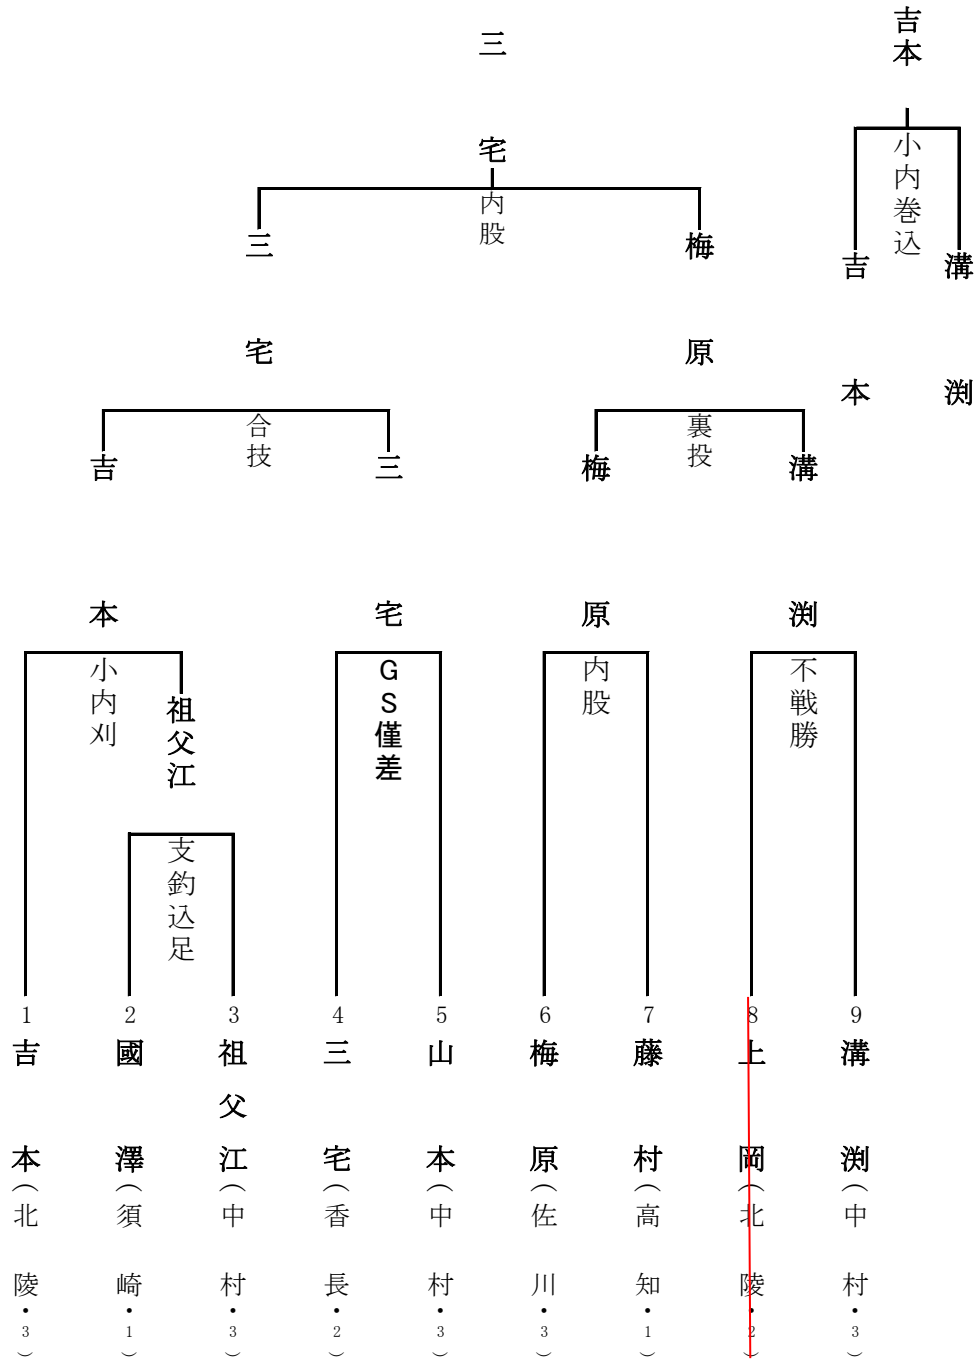 三宅
吉本
内股
小内巻込
三宅
梅原
吉本
溝渕
合技
裏投
吉本
三宅
梅原
溝渕
小内刈
祖父江
GS僅差
内股
不戦勝
支釣込足
1 吉本(北陵・3)
2 國澤(須崎・1)
3 祖父江(中村・3)
4 三宅(香長・2)
5 山本(中村・3)
6 梅原(佐川・3)
7 藤村(高知・1)
8 上岡(北陵・2)
9 溝渕(中村・3)